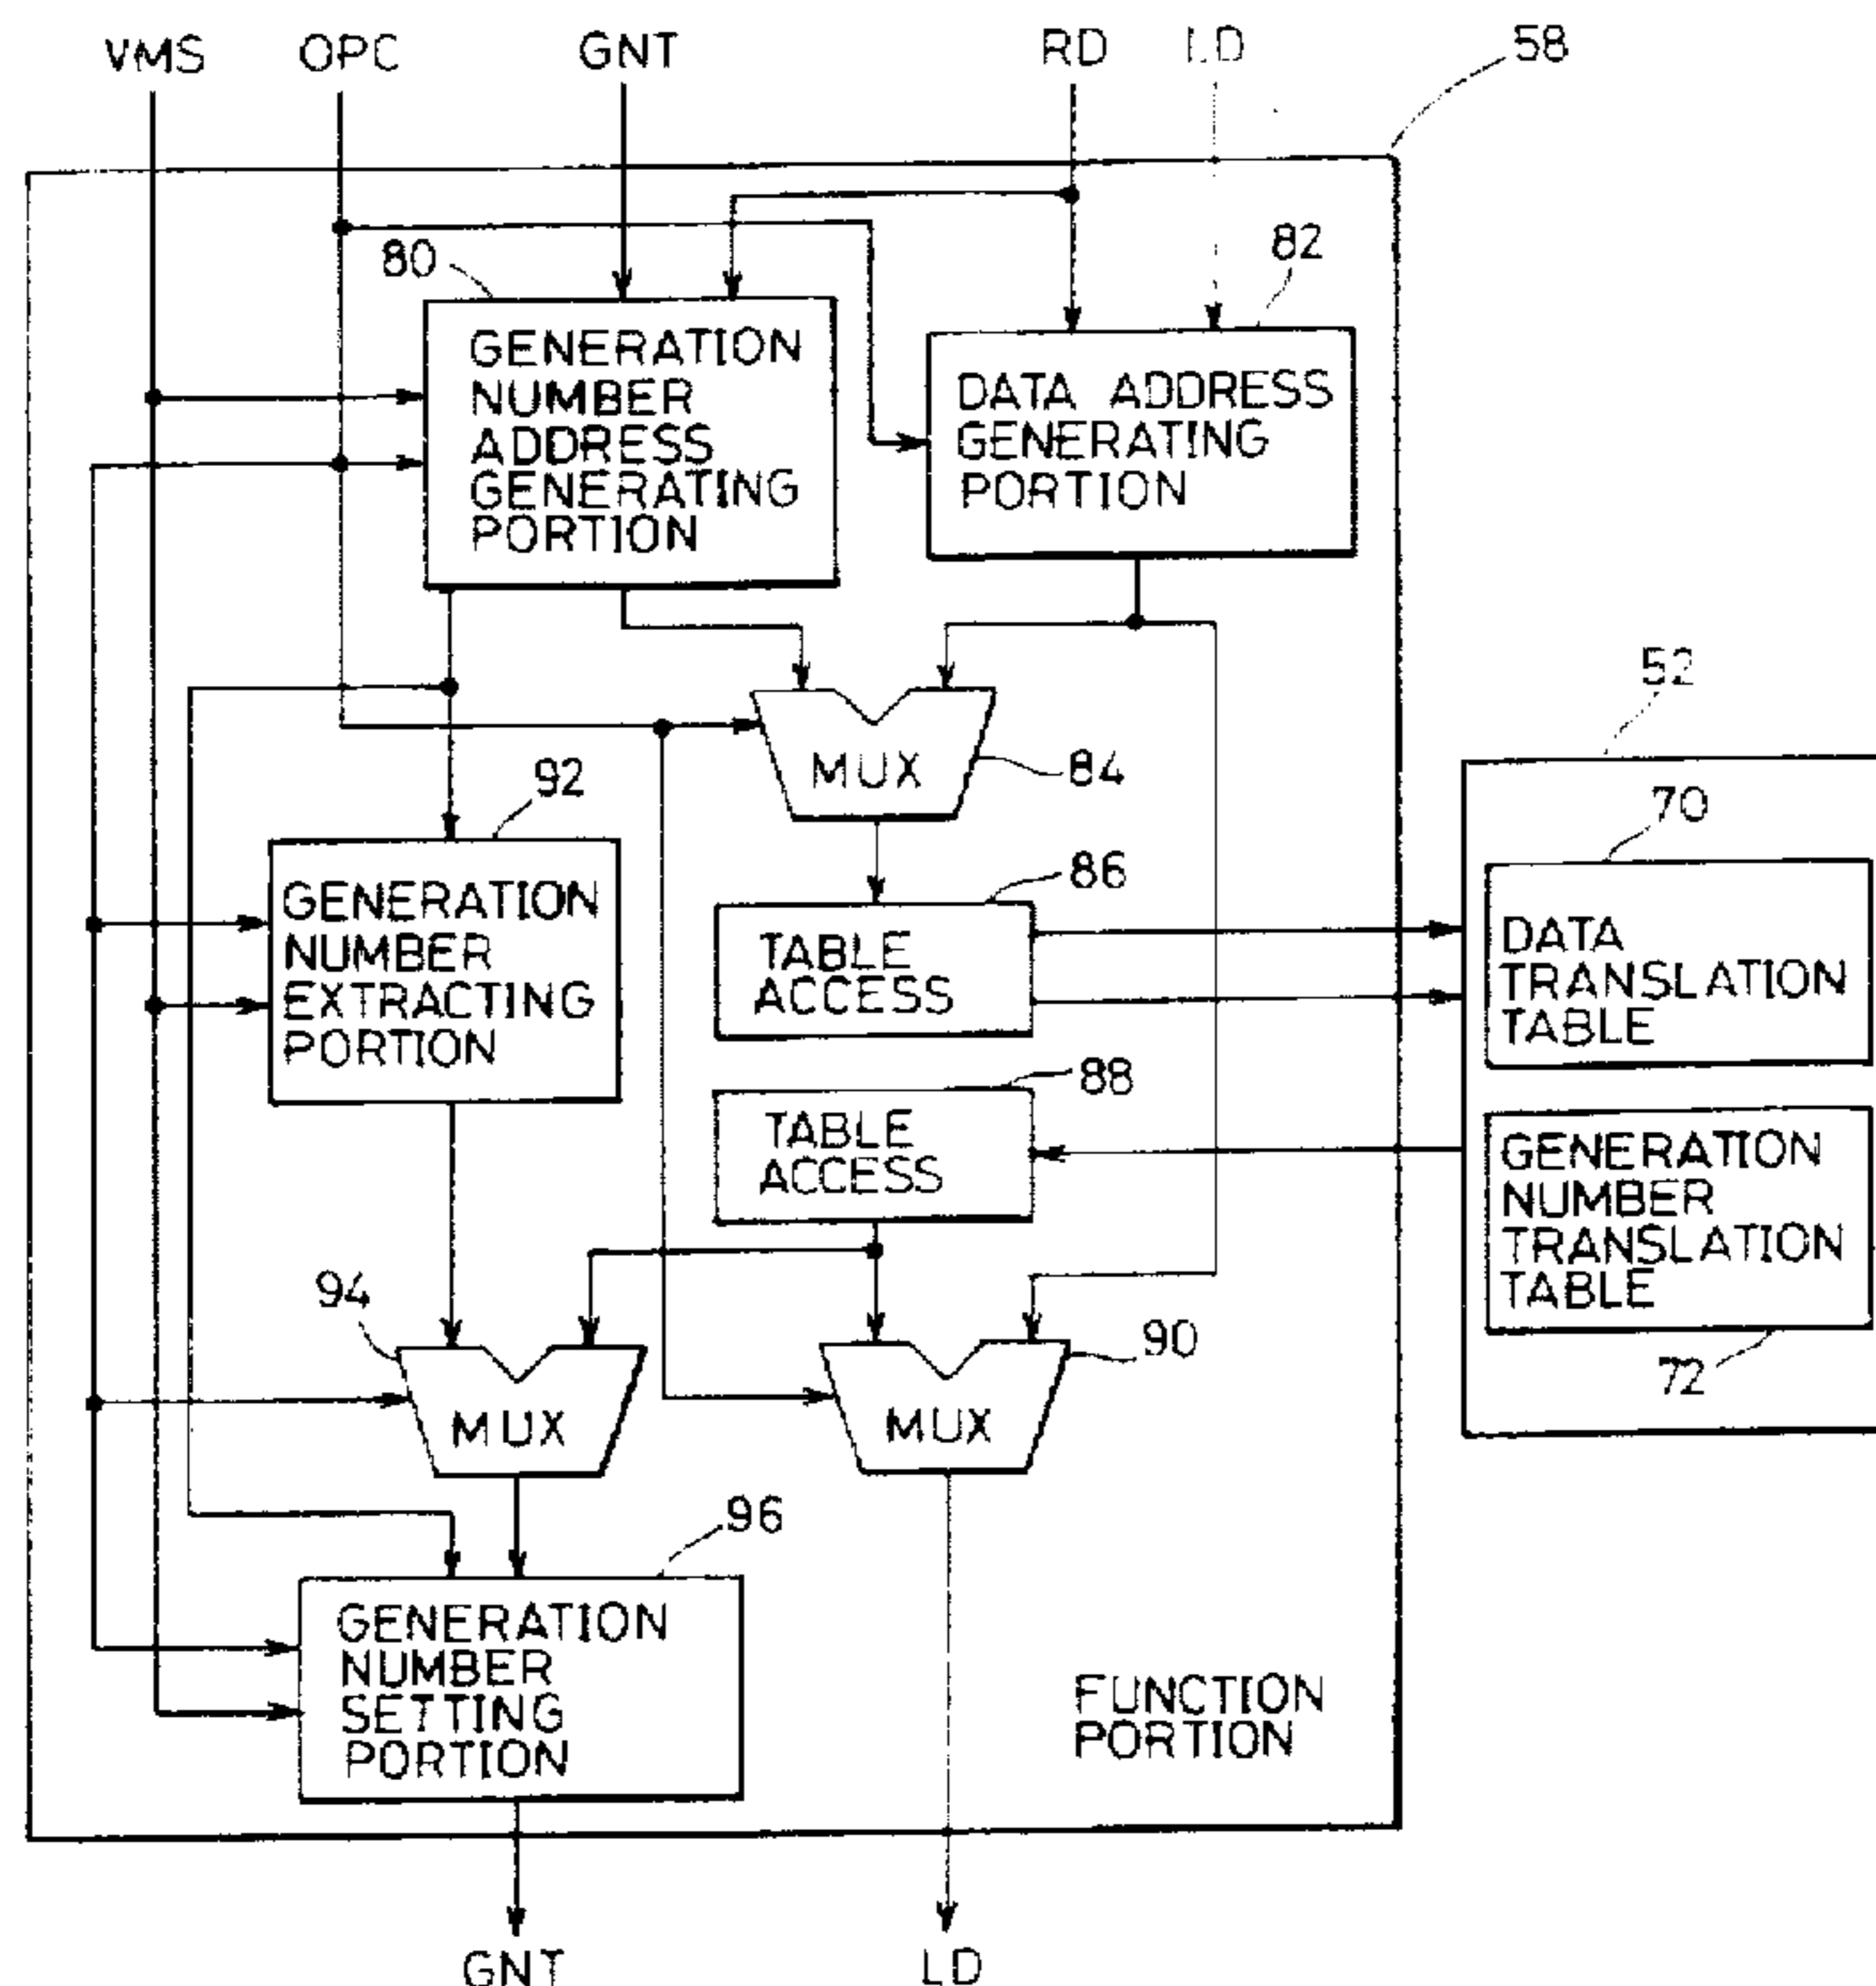 VMS OPC GNT RD LD 58
80 82
GENERATION
NUMBER
ADDRESS
GENERATING
PORTION
DATA ADDRESS
GENERATING
PORTION
52
MUX 84
92
70
86
GENERATION
NUMBER
EXTRACTING
PORTION
TABLE
ACCESS
DATA
TRANSLATION
TABLE
88
TABLE
ACCESS
GENERATION
NUMBER
TRANSLATION
TABLE
72
94
MUX
90
MUX
96
GENERATION
NUMBER
SETTING
PORTION
FUNCTION
PORTION
GNT LD